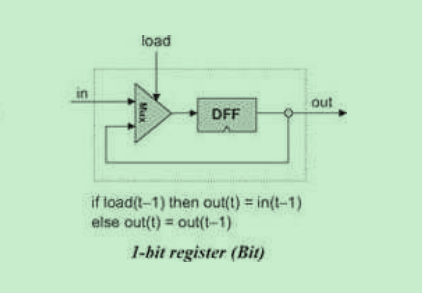 load
in
Mux
DFF
out
if load(t–1) then out(t) = in(t–1)
else out(t) = out(t–1)
1-bit register (Bit)